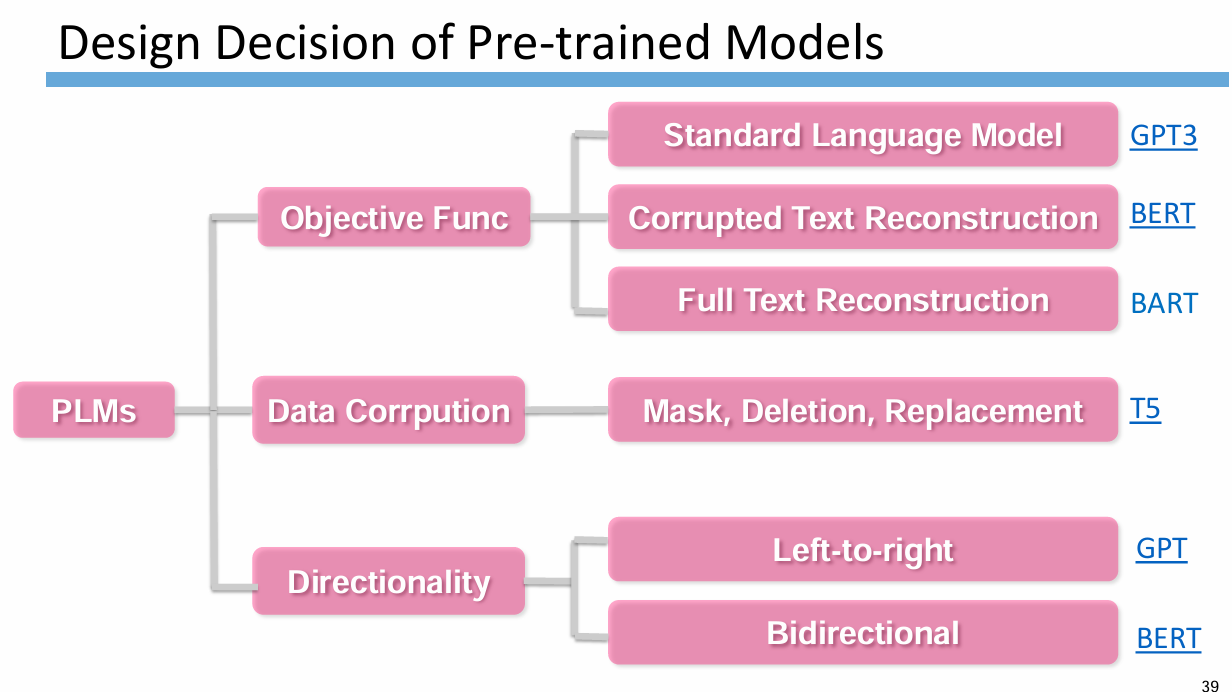 Design Decision of Pre-trained Models
Standard Language Model
GPT3
Objective Func
Corrupted Text Reconstruction
BERT
Full Text Reconstruction
BART
PLMs
Data Corrpution
Mask, Deletion, Replacement
T5
Directionality
Left-to-right
GPT
Bidirectional
BERT
39